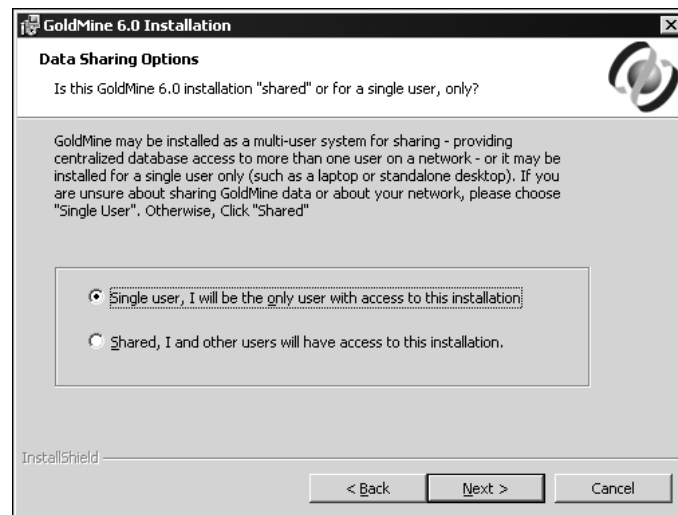 GoldMine 6.0 Installation
Data Sharing Options
Is this GoldMine 6.0 installation "shared" or for a single user, only?
GoldMine may be installed as a multi-user system for sharing - providing
centralized database access to more than one user on a network - or it may be
installed for a single user only (such as a laptop or standalone desktop). If you
are unsure about sharing GoldMine data or about your network, please choose
"Single User". Otherwise, Click "Shared"
Single user, I will be the only user with access to this installation
Shared, I and other users will have access to this installation.
InstallShield
< Back
Next >
Cancel